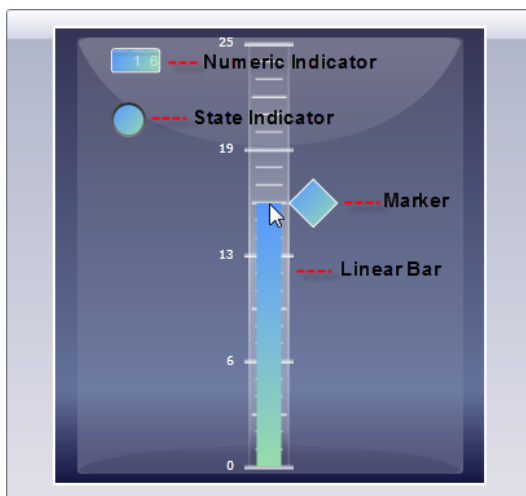 25
1 6
Numeric Indicator
State Indicator
19
Marker
13
Linear Bar
6
0